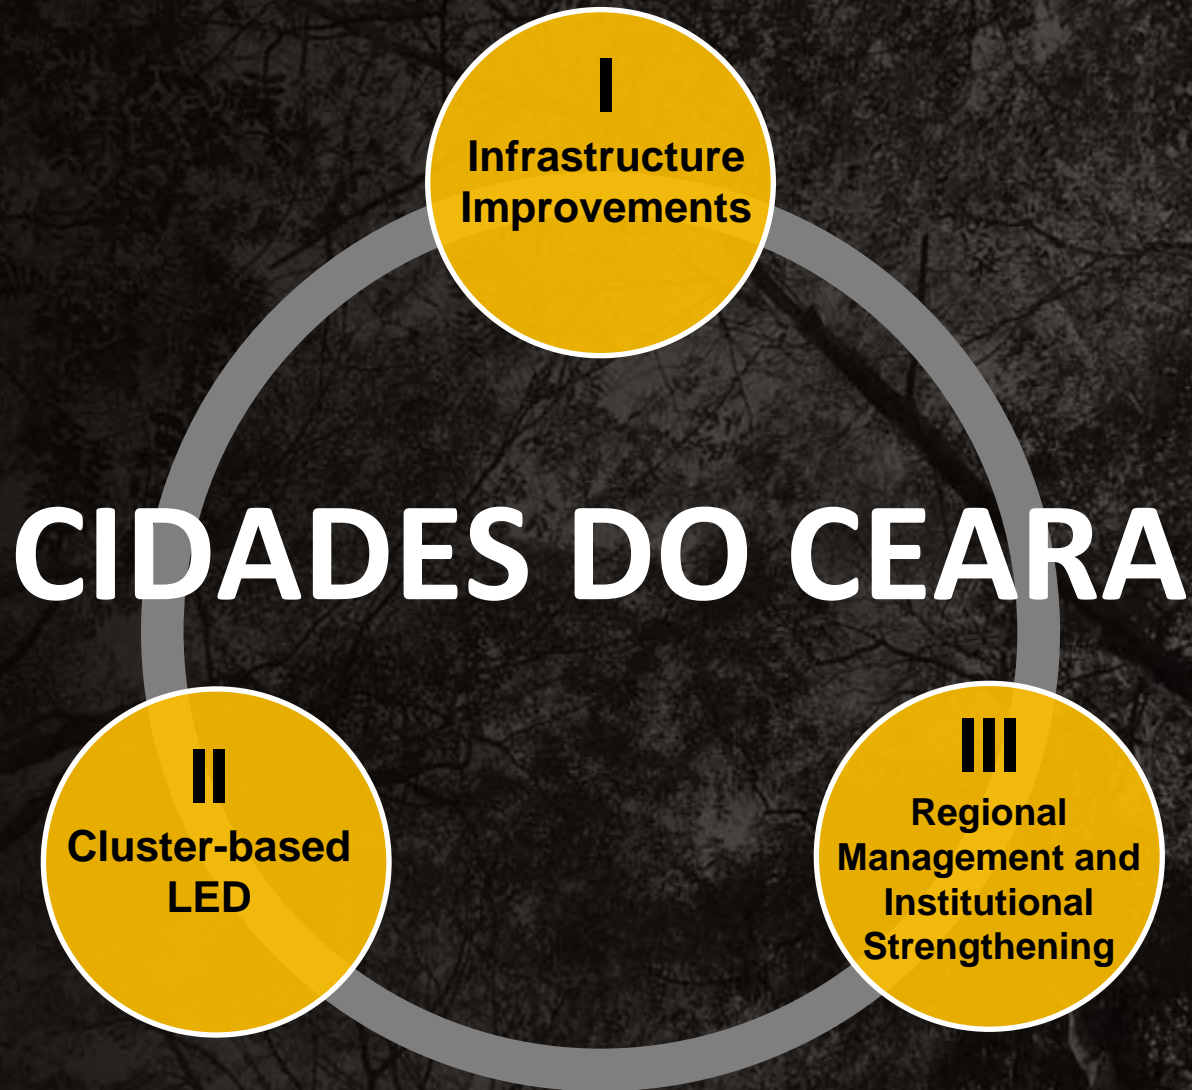 I
Infrastructure
Improvements
CIDADES DO CEARA
II
Cluster-based
LED
III
Regional
Management and
Institutional
Strengthening